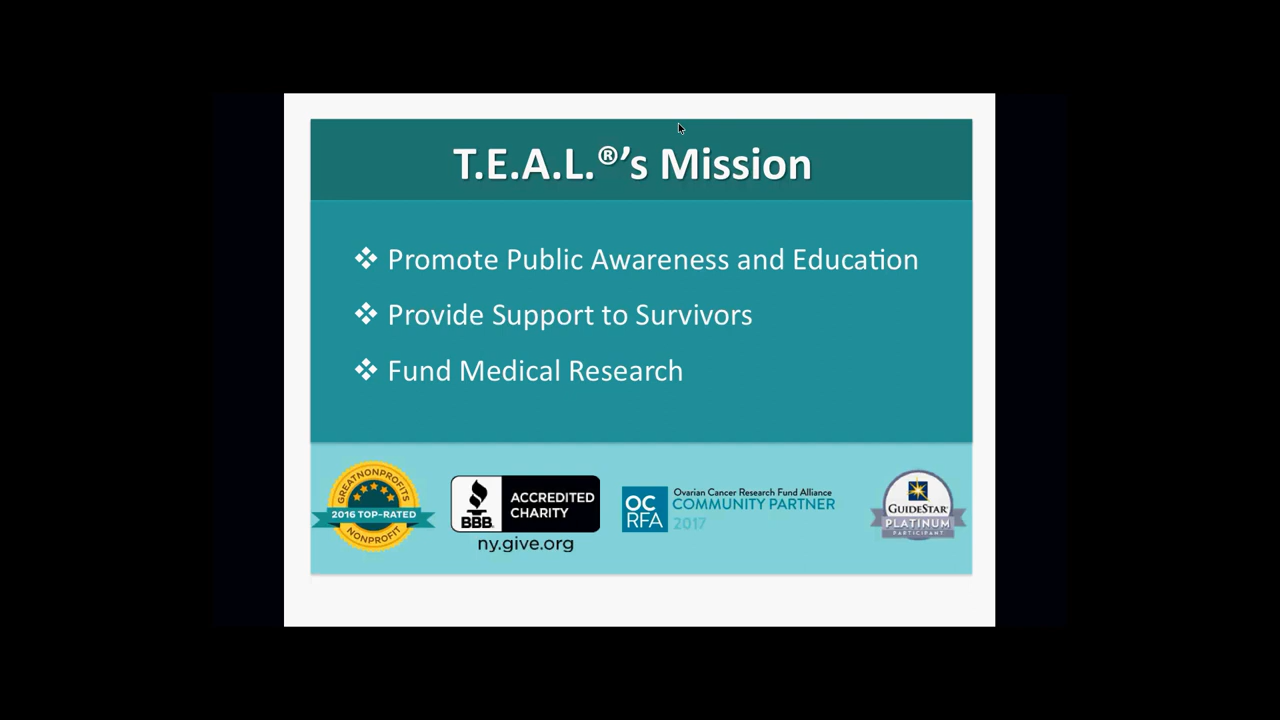 T.E.A.L.®'s Mission
❖ Promote Public Awareness and Education
❖ Provide Support to Survivors
❖ Fund Medical Research
GREATNONPROFITS
2016 TOP-RATED
NONPROFIT
BBB
ACCREDITED
CHARITY
ny.give.org
OC
RFA
Ovarian Cancer Research Fund Alliance
COMMUNITY PARTNER
2017
GUIDESTAR
PLATINUM
PARTICIPANT